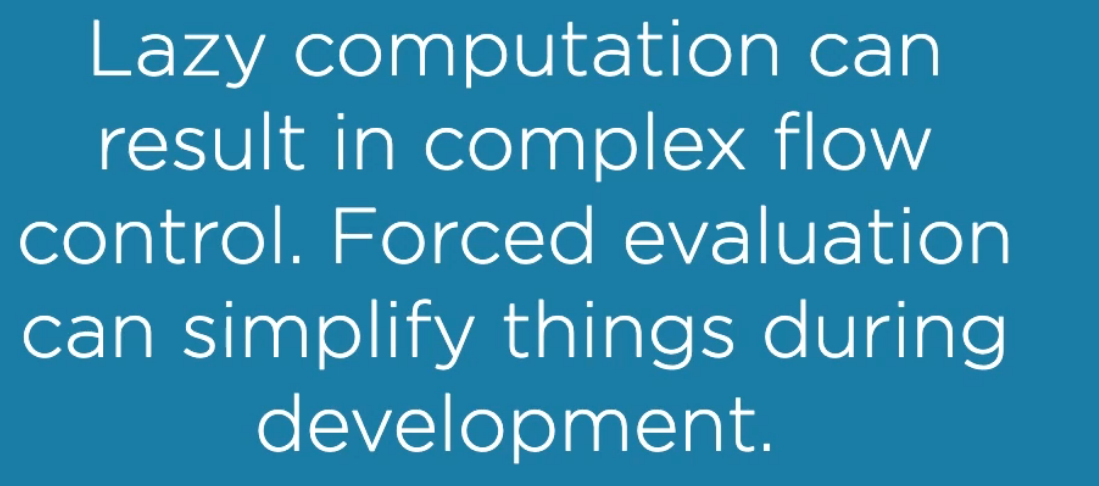 Lazy computation can
result in complex flow
control. Forced evaluation
can simplify things during
development.